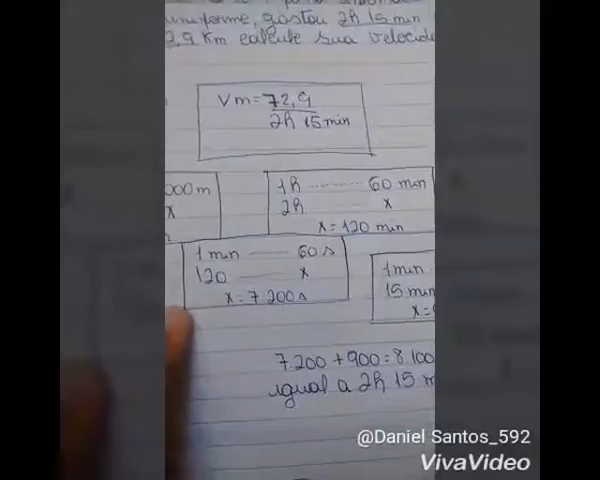 uniforme, gastou 2h 15 min
2,9 Km calcule sua velocida
Vm = 72,9
2h 15 min
000 m
x
1h ........ 60 min
2h x
x = 120 min
1 min —— 60 s
120 —— x
x = 7.200 s
1 min
15 min
x =
7.200 + 900 = 8.100
igual a 2h 15 m
@Daniel Santos_592
VivaVideo